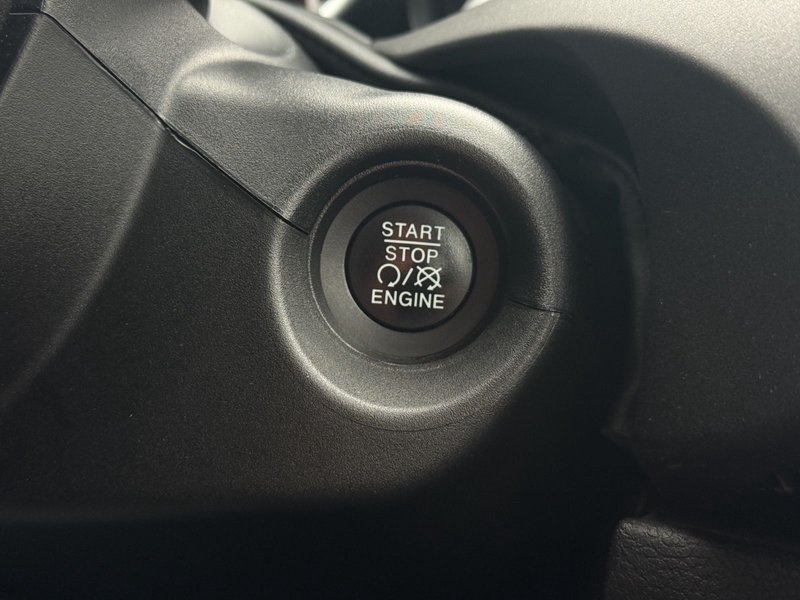 START
STOP
/
ENGINE